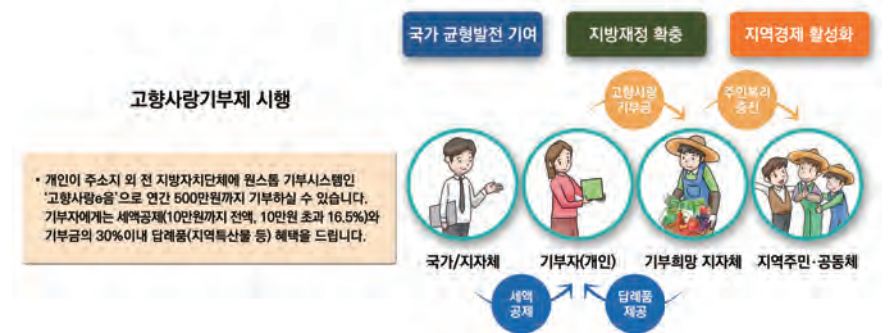 국가 균형발전 기여
지방재정 확충
지역경제 활성화
고향사랑기부제 시행
고향사랑
기부금
주민복리
증진
• 개인이 주소지 외 전 지방자치단체에 원스톱 기부시스템인
'고향사랑e음'으로 연간 500만원까지 기부하실 수 있습니다.
기부자에게는 세액공제(10만원까지 전액, 10만원 초과 16.5%)와
기부금의 30%이내 답례품(지역특산물 등) 혜택을 드립니다.
국가/지자체
기부자(개인)
기부희망 지자체
지역주민·공동체
세액
공제
답례품
제공